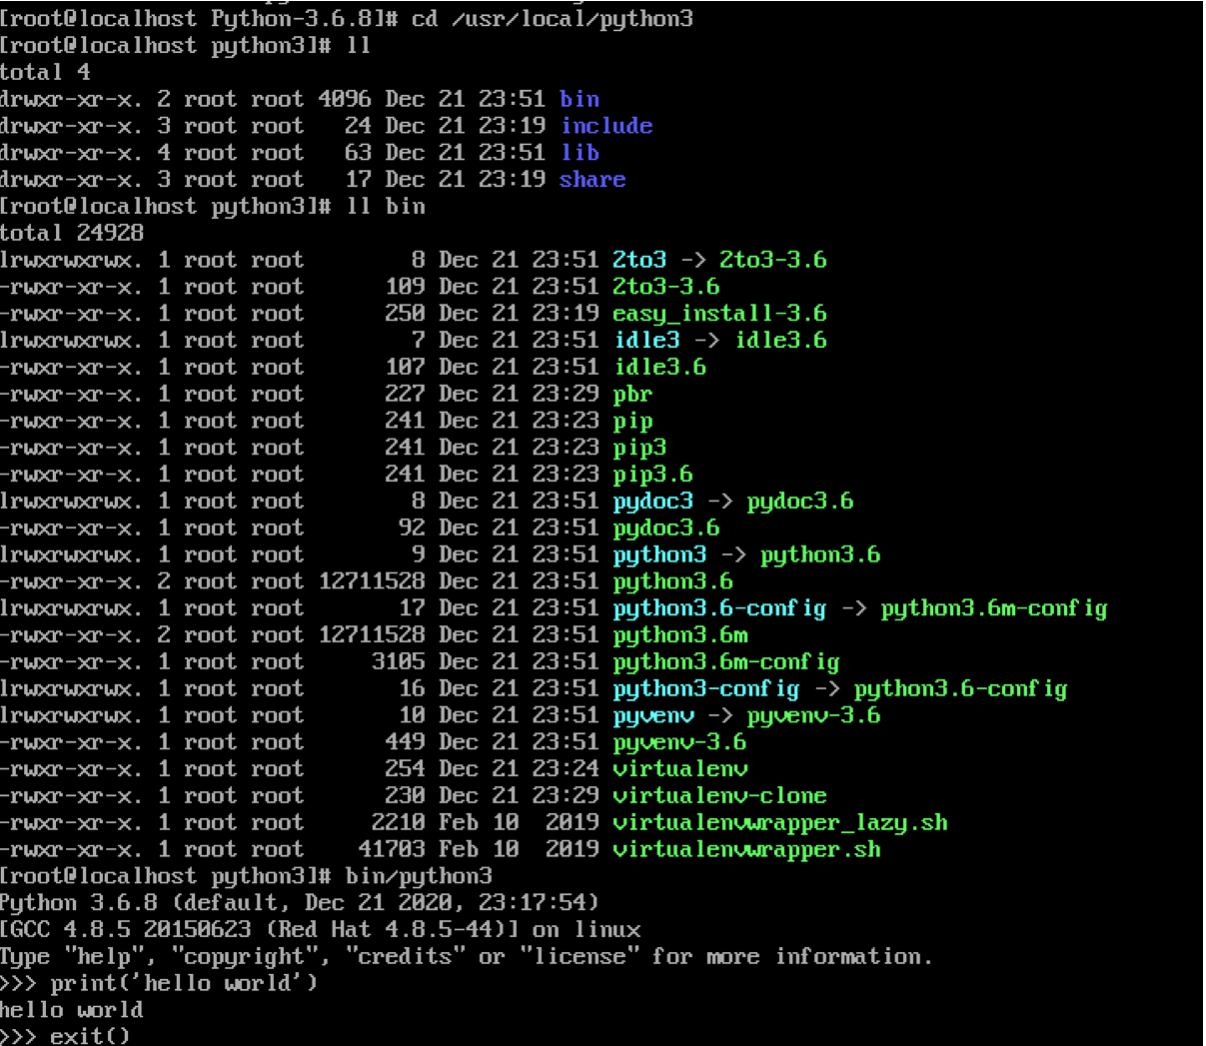 [root@localhost Python-3.6.8]# cd /usr/local/python3
[root@localhost python3]# ll
total 4
drwxr-xr-x. 2 root root 4096 Dec 21 23:51 bin
drwxr-xr-x. 3 root root   24 Dec 21 23:19 include
drwxr-xr-x. 4 root root   63 Dec 21 23:51 lib
drwxr-xr-x. 3 root root   17 Dec 21 23:19 share
[root@localhost python3]# ll bin
total 24928
lrwxrwxrwx. 1 root root        8 Dec 21 23:51 2to3 -> 2to3-3.6
-rwxr-xr-x. 1 root root      109 Dec 21 23:51 2to3-3.6
-rwxr-xr-x. 1 root root      250 Dec 21 23:19 easy_install-3.6
lrwxrwxrwx. 1 root root        7 Dec 21 23:51 idle3 -> idle3.6
-rwxr-xr-x. 1 root root      107 Dec 21 23:51 idle3.6
-rwxr-xr-x. 1 root root      227 Dec 21 23:29 pbr
-rwxr-xr-x. 1 root root      241 Dec 21 23:23 pip
-rwxr-xr-x. 1 root root      241 Dec 21 23:23 pip3
-rwxr-xr-x. 1 root root      241 Dec 21 23:23 pip3.6
lrwxrwxrwx. 1 root root        8 Dec 21 23:51 pydoc3 -> pydoc3.6
-rwxr-xr-x. 1 root root       92 Dec 21 23:51 pydoc3.6
lrwxrwxrwx. 1 root root        9 Dec 21 23:51 python3 -> python3.6
-rwxr-xr-x. 2 root root 12711528 Dec 21 23:51 python3.6
lrwxrwxrwx. 1 root root       17 Dec 21 23:51 python3.6-config -> python3.6m-config
-rwxr-xr-x. 2 root root 12711528 Dec 21 23:51 python3.6m
-rwxr-xr-x. 1 root root     3105 Dec 21 23:51 python3.6m-config
lrwxrwxrwx. 1 root root       16 Dec 21 23:51 python3-config -> python3.6-config
lrwxrwxrwx. 1 root root       10 Dec 21 23:51 pyvenv -> pyvenv-3.6
-rwxr-xr-x. 1 root root      449 Dec 21 23:51 pyvenv-3.6
-rwxr-xr-x. 1 root root      254 Dec 21 23:24 virtualenv
-rwxr-xr-x. 1 root root      230 Dec 21 23:29 virtualenv-clone
-rwxr-xr-x. 1 root root     2210 Feb 10  2019 virtualenvwrapper_lazy.sh
-rwxr-xr-x. 1 root root    41703 Feb 10  2019 virtualenvwrapper.sh
[root@localhost python3]# bin/python3
Python 3.6.8 (default, Dec 21 2020, 23:17:54)
[GCC 4.8.5 20150623 (Red Hat 4.8.5-44)] on linux
Type "help", "copyright", "credits" or "license" for more information.
>>> print('hello world')
hello world
>>> exit()